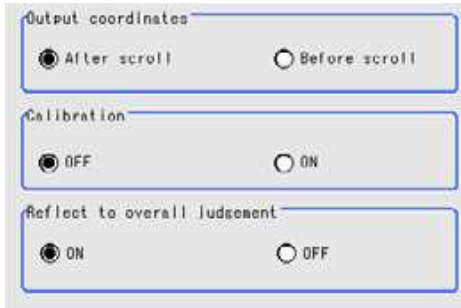 Output coordinates
After scroll Before scroll
Calibration
OFF ON
Reflect to overall judgement
ON OFF